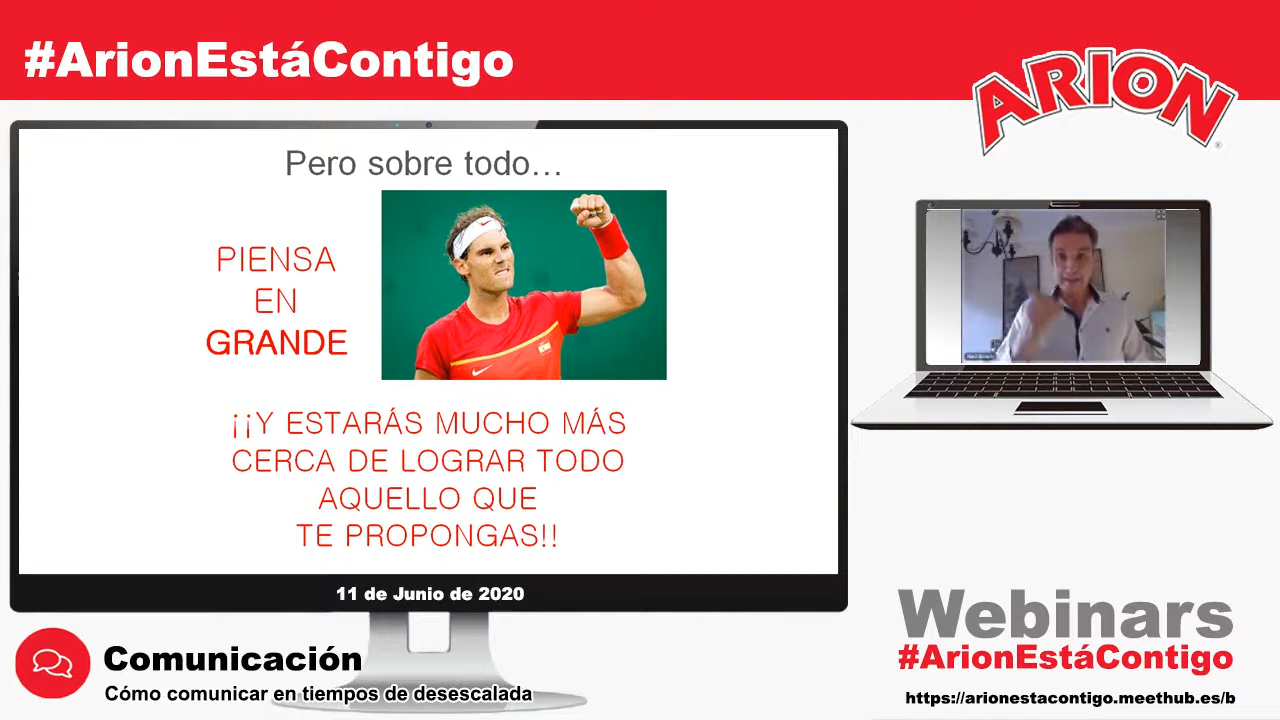 #ArionEstáContigo
ARION
Pero sobre todo...
PIENSA
EN
GRANDE
¡¡Y ESTARÁS MUCHO MÁS
CERCA DE LOGRAR TODO
AQUELLO QUE
TE PROPONGAS!!
11 de Junio de 2020
Comunicación
Cómo comunicar en tiempos de desescalada
Webinars
#ArionEstáContigo
https://arionestacontigo.meethub.es/b